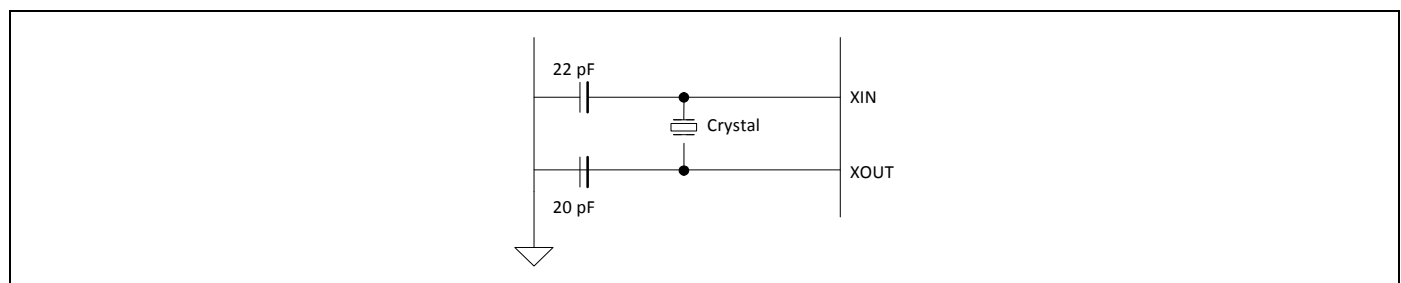 22 pF
XIN
Crystal
XOUT
20 pF